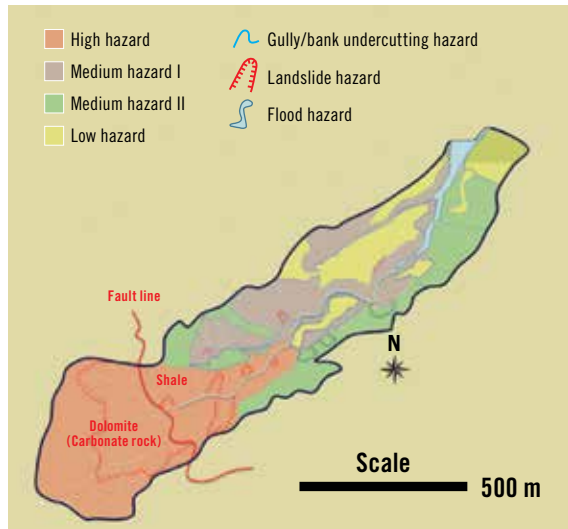 High hazard
Medium hazard I
Medium hazard II
Low hazard
Gully/bank undercutting hazard
Landslide hazard
Flood hazard
Fault line
Shale
Dolomite
(Carbonate rock)
N
Scale
500 m